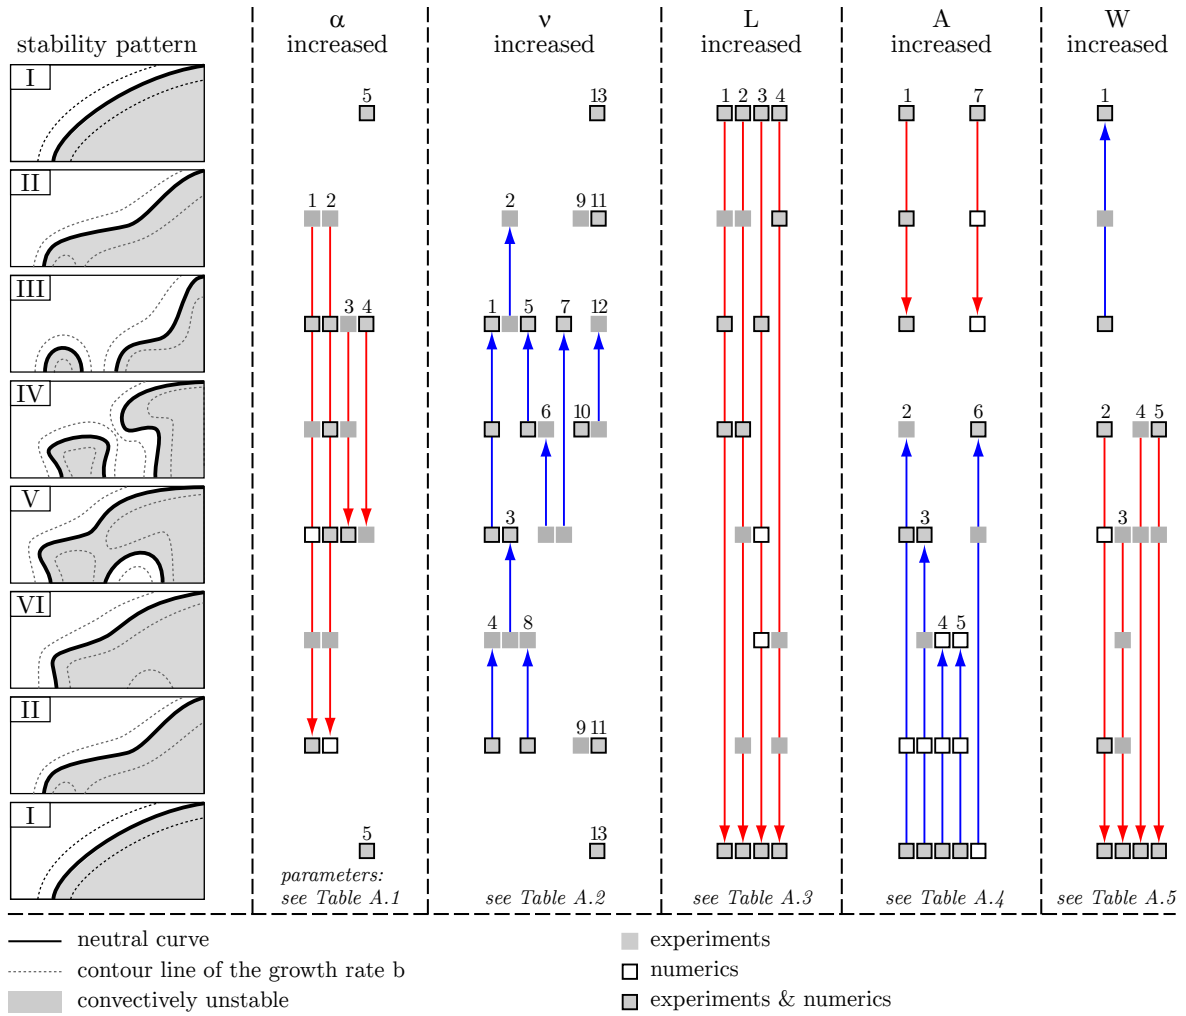 α ν L A W
stability pattern increased increased increased increased increased
I
5 13 1 2 3 4 1 7 1
II
1 2 2 9 11
III
3 4 1 5 7 12
IV
6 10 2 6 2 4 5
V
3 3 3
VI
4 8 4 5
II
9 11
I
5 13
parameters:
see Table A.1 see Table A.2 see Table A.3 see Table A.4 see Table A.5
neutral curve experiments
contour line of the growth rate b numerics
convectively unstable experiments & numerics